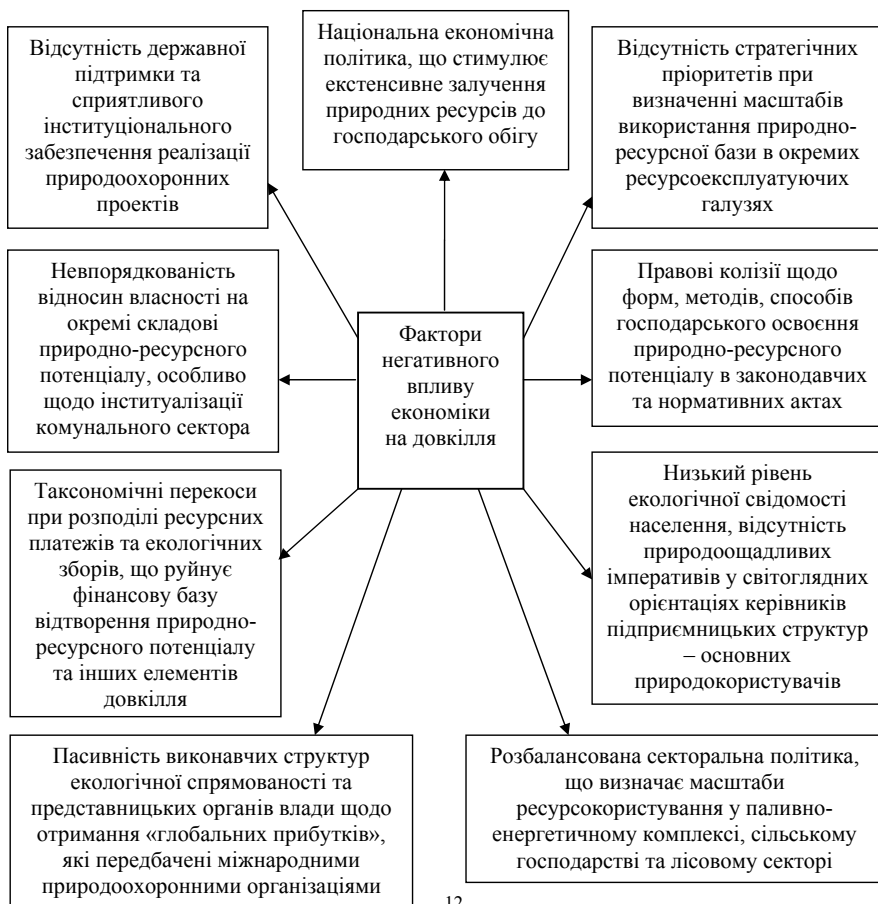 Відсутність державної
підтримки та
сприятливого
інституціонального
забезпечення реалізації
природоохоронних
проектів
Національна економічна
політика, що стимулює
екстенсивне залучення
природних ресурсів до
господарського обігу
Відсутність стратегічних
пріоритетів при
визначенні масштабів
використання природно-
ресурсної бази в окремих
ресурсоексплуатуючих
галузях
Невпорядкованість
відносин власності на
окремі складові
природно-ресурсного
потенціалу, особливо
щодо інституалізації
комунального сектора
Фактори
негативного
впливу
економіки
на довкілля
Правові колізії щодо
форм, методів, способів
господарського освоєння
природно-ресурсного
потенціалу в законодавчих
та нормативних актах
Таксономічні перекоси
при розподілі ресурсних
платежів та екологічних
зборів, що руйнує
фінансову базу
відтворення природно-
ресурсного потенціалу
та інших елементів
довкілля
Низький рівень
екологічної свідомості
населення, відсутність
природоощадливих
імперативів у світоглядних
орієнтаціях керівників
підприємницьких структур
– основних
природокористувачів
Пасивність виконавчих структур
екологічної спрямованості та
представницьких органів влади щодо
отримання «глобальних прибутків»,
які передбачені міжнародними
природоохоронними організаціями
Розбалансована секторальна політика,
що визначає масштаби
ресурсокористування у паливно-
енергетичному комплексі, сільському
господарстві та лісовому секторі
12